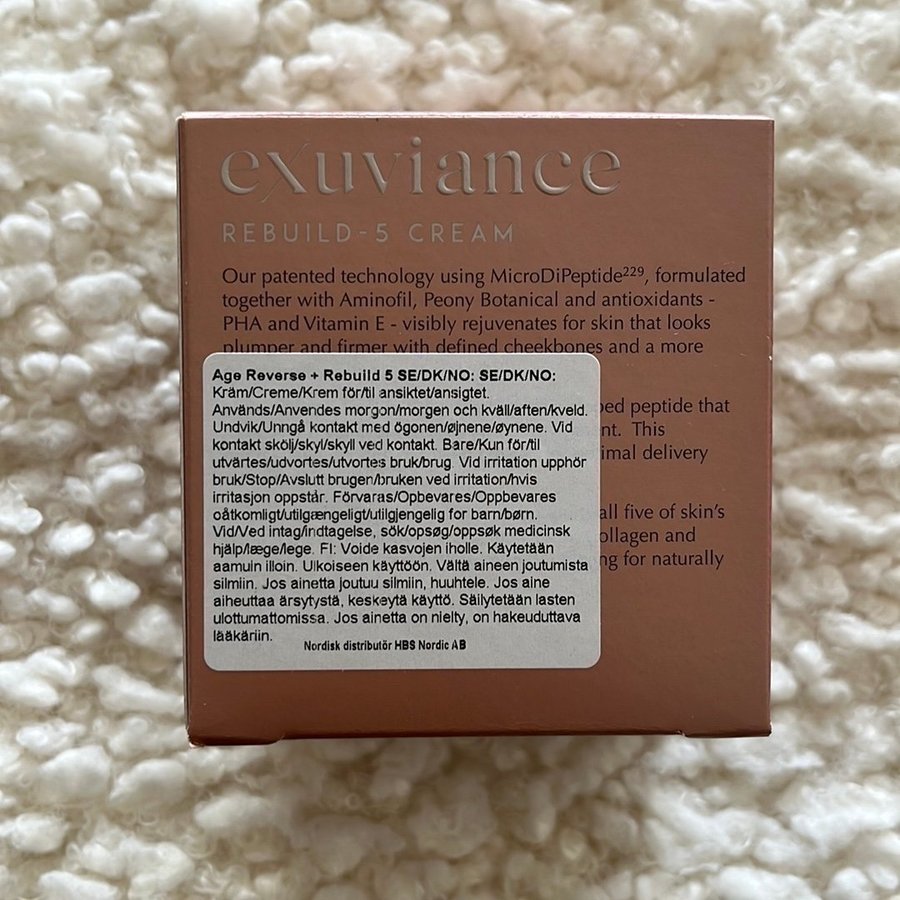 exuviance
REBUILD-5 CREAM
Our patented technology using MicroDiPeptide²²⁹, formulated
together with Aminofil, Peony Botanical and antioxidants -
PHA and Vitamin E - visibly rejuvenates for skin that looks
plumper and firmer with defined cheekbones and a more
peptide that
This
delivery
all five of skin's
and
for naturally
Age Reverse + Rebuild 5 SE/DK/NO: SE/DK/NO:
Kräm/Creme/Krem för/til ansiktet/ansigtet.
Används/Anvendes morgon/morgen och kväll/aften/kveld.
Undvik/Unngå kontakt med ögonen/øjnene/øynene. Vid
kontakt skölj/skyl/skyll ved kontakt. Bare/Kun för/til
utvärtes/udvortes/utvortes bruk/brug. Vid irritation upphör
bruk/Stop/Avslutt brugen/bruken ved irritation/hvis
irritasjon oppstår. Förvaras/Opbevares/Oppbevares
oåtkomligt/utilgængeligt/utilgjengelig for barn/børn.
Vid/Ved intag/indtagelse, sök/opsøg/oppsøk medicinsk
hjälp/læge/lege. FI: Voide kasvojen iholle. Käytetään
aamuin illoin. Ulkoiseen käyttöön. Vältä aineen joutumista
silmiin. Jos ainetta joutuu silmiin, huuhtele. Jos aine
aiheuttaa ärsytystä, keskeytä käyttö. Säilytetään lasten
ulottumattomissa. Jos ainetta on nielty, on hakeuduttava
lääkäriin.
Nordisk distributör HBS Nordic AB